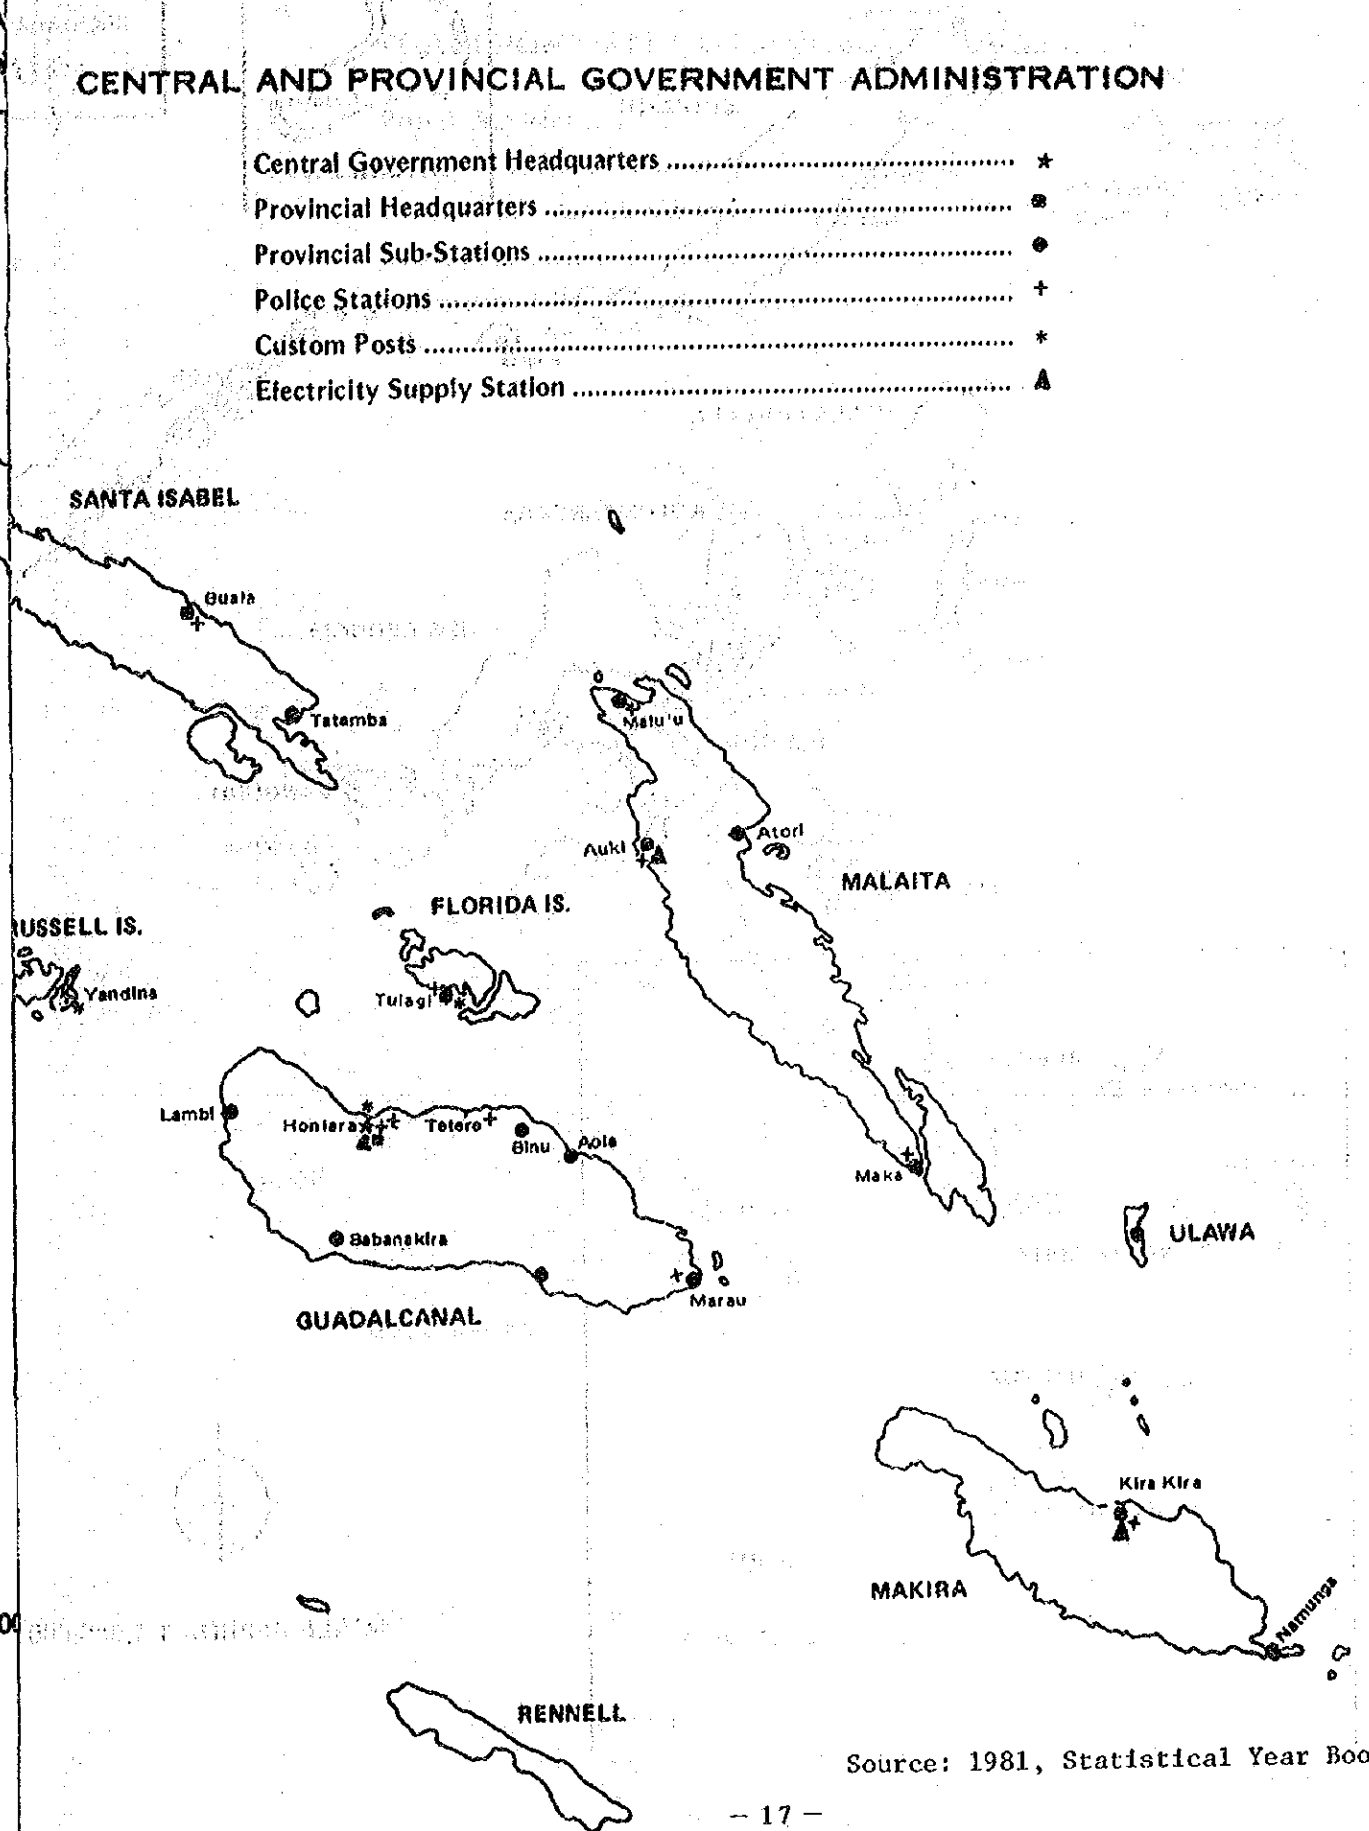 CENTRAL AND PROVINCIAL GOVERNMENT ADMINISTRATION
Central Government Headquarters ........................................... ★
Provincial Headquarters ...........................................................
Provincial Sub-Stations ............................................................ ●
Police Stations ........................................................................ +
Custom Posts .......................................................................... *
Electricity Supply Station .......................................................
SANTA ISABEL
Buala
Tatamba
Malu'u
Auki
Atori
MALAITA
FLORIDA IS.
RUSSELL IS.
Yandina
Tulagi
Lambi
Honiara
Tetere
Binu
Aola
Maka
Babanakira
ULAWA
Marau
GUADALCANAL
Kira Kira
MAKIRA
Namunga
RENNELL
Source: 1981, Statistical Year Boo
— 17 —